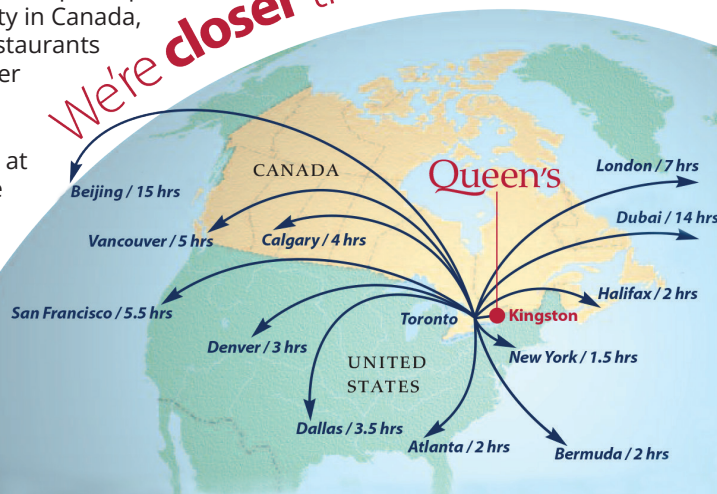 ty in Canada,
staurants
er
at
We're closer
Beijing / 15 hrs
CANADA
Queen's
London / 7 hrs
Dubai / 14 hrs
Vancouver / 5 hrs
Calgary / 4 hrs
San Francisco / 5.5 hrs
Halifax / 2 hrs
Toronto
Kingston
Denver / 3 hrs
New York / 1.5 hrs
UNITED
STATES
Dallas / 3.5 hrs
Atlanta / 2 hrs
Bermuda / 2 hrs